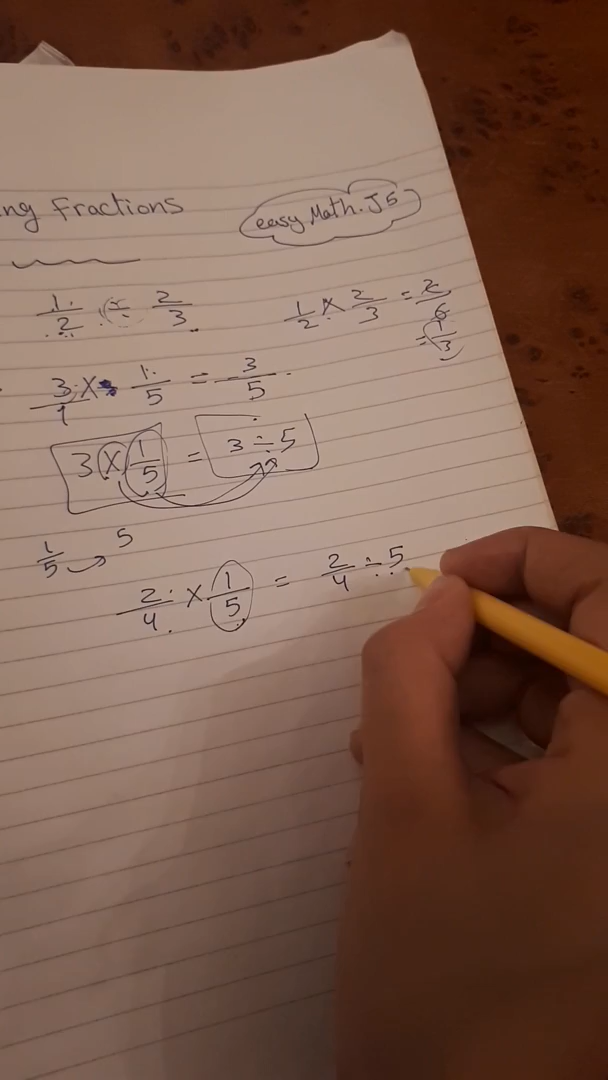 ng Fractions
easy Math. J6
1/2 ÷ 2/3
1/2 × 2/3 = 2/6
= 1/3
3/1 × 1/5 = 3/5
3 × 1/5 = 3 ÷ 5
1/5 → 5
2/4 × 1/5 = 2/4 ÷ 5